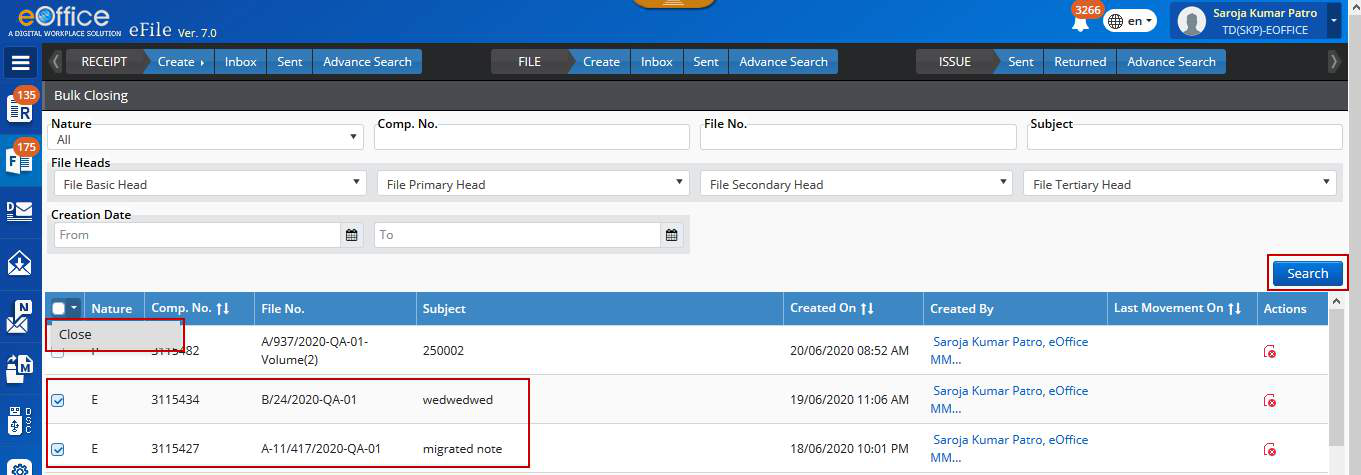 eOffice
A DIGITAL WORKPLACE SOLUTION
eFile Ver. 7.0
3266
en
Saroja Kumar Patro
TD(SKP)-EOFFICE
RECEIPT Create Inbox Sent Advance Search
FILE Create Inbox Sent Advance Search
ISSUE Sent Returned Advance Search
135
R
175
F
D
N
M
DSC
Bulk Closing
Nature Comp. No. File No. Subject
All
File Heads
File Basic Head File Primary Head File Secondary Head File Tertiary Head
Creation Date
From To
Search
Nature Comp. No. File No. Subject Created On Created By Last Movement On Actions
Close
3115482 A/937/2020-QA-01-
Volume(2) 250002 20/06/2020 08:52 AM Saroja Kumar Patro, eOffice
MM...
E 3115434 B/24/2020-QA-01 wedwedwed 19/06/2020 11:06 AM Saroja Kumar Patro, eOffice
MM...
E 3115427 A-11/417/2020-QA-01 migrated note 18/06/2020 10:01 PM Saroja Kumar Patro, eOffice
MM...